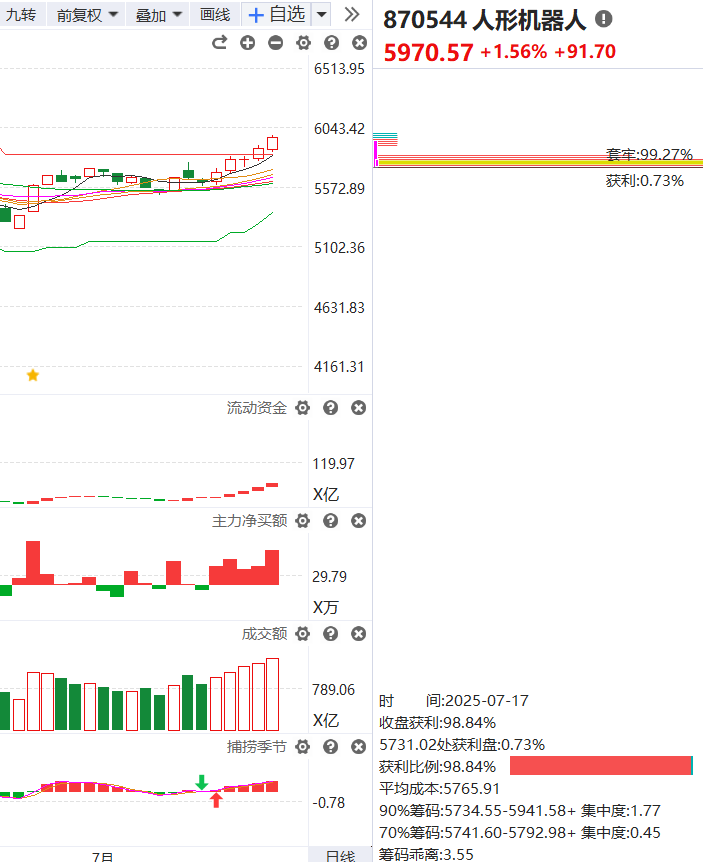 九转 前复权 叠加 画线 自选
6513.95
6043.42
5572.89
5102.36
4631.83
4161.31
流动资金
119.97
X亿
主力净买额
29.79
X万
成交额
789.06
X亿
捕捞季节
-0.78
7月 日线
870544 人形机器人
5970.57 +1.56% +91.70
套牢:99.27%
获利:0.73%
时 间:2025-07-17
收盘获利:98.84%
5731.02处获利盘:0.73%
获利比例:98.84%
平均成本:5765.91
90%筹码:5734.55-5941.58+ 集中度:1.77
70%筹码:5741.60-5792.98+ 集中度:0.45
筹码乖离:3.55